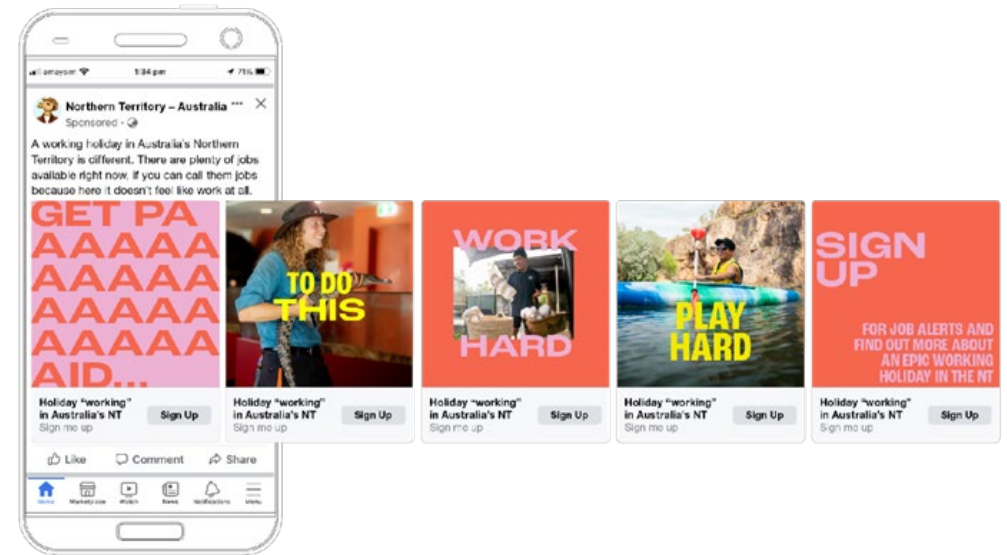 amaysim
1:34 pm
71%
Northern Territory – Australia
Sponsored
A working holiday in Australia's Northern
Territory is different. There are plenty of jobs
available right now, if you can call them jobs
because here it doesn't feel like work at all.
GET PA
AAAAA
AAAAA
AAAAA
AAAAA
AID...
Holiday "working"
in Australia's NT
Sign me up
Sign Up
TO DO
THIS
Holiday "working"
in Australia's NT
Sign me up
Sign Up
WORK
HARD
Holiday "working"
in Australia's NT
Sign me up
Sign Up
PLAY
HARD
Holiday "working"
in Australia's NT
Sign me up
Sign Up
SIGN
UP
FOR JOB ALERTS AND
FIND OUT MORE ABOUT
AN EPIC WORKING
HOLIDAY IN THE NT
Holiday "working"
in Australia's NT
Sign me up
Sign Up
Like
Comment
Share
Home
Marketplace
Watch
News
Notifications
Menu